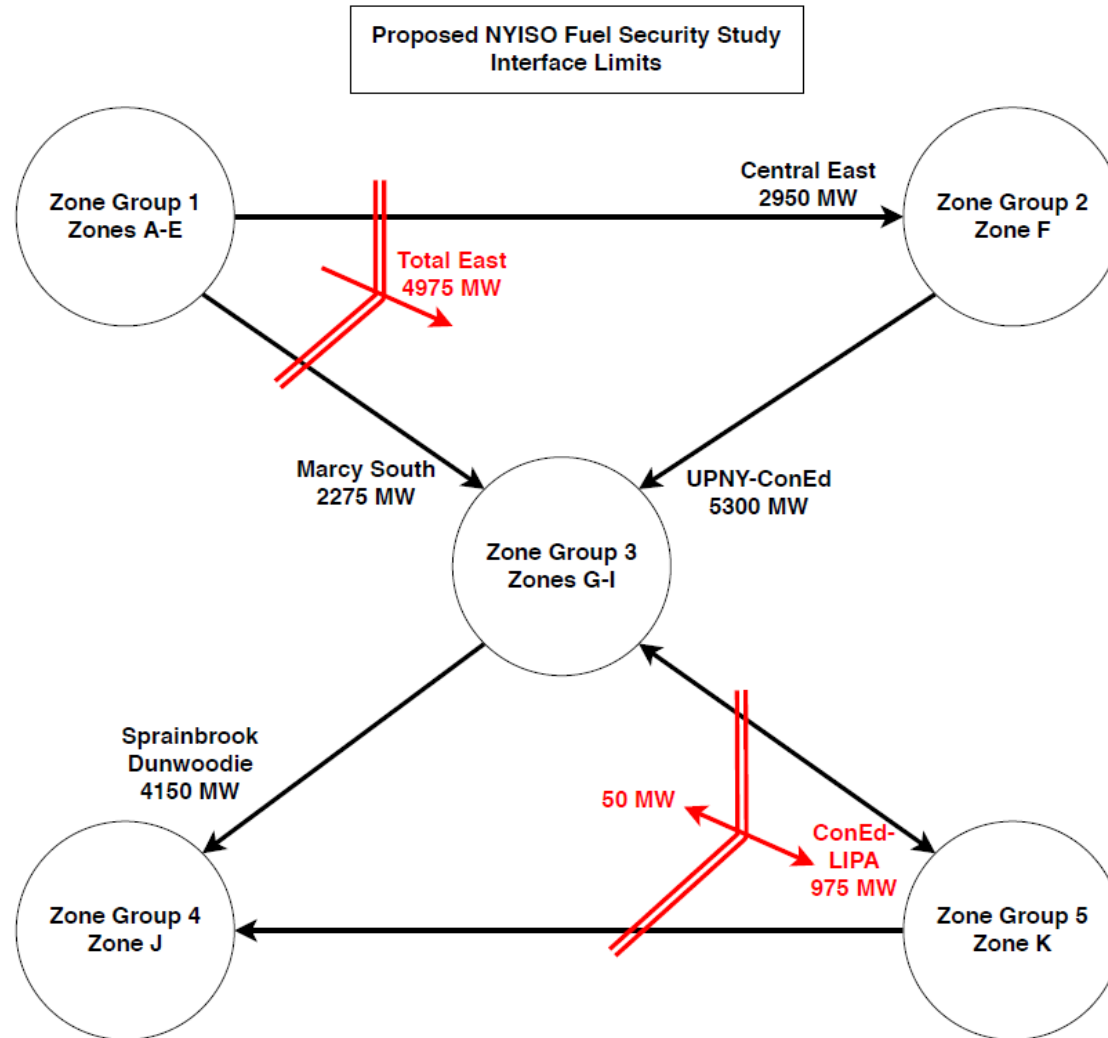 Proposed NYISO Fuel Security Study
Interface Limits
Zone Group 1
Zones A-E
Central East
2950 MW
Zone Group 2
Zone F
Total East
4975 MW
Marcy South
2275 MW
UPNY-ConEd
5300 MW
Zone Group 3
Zones G-I
Sprainbrook
Dunwoodie
4150 MW
50 MW
ConEd-
LIPA
975 MW
Zone Group 4
Zone J
Zone Group 5
Zone K